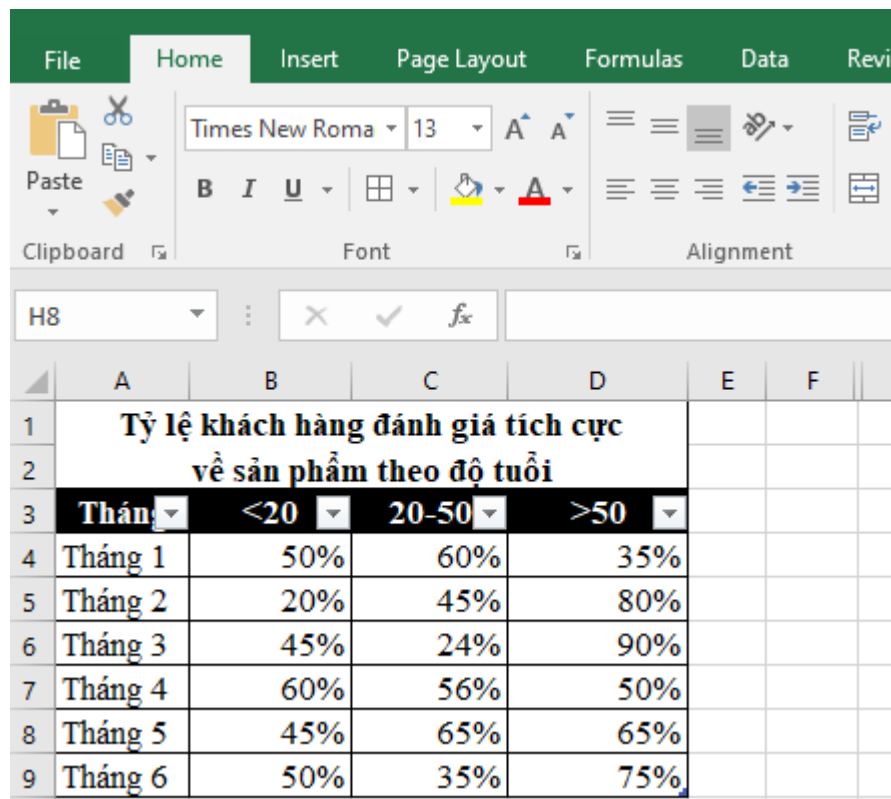 File Home Insert Page Layout Formulas Data Revi
Times New Roma 13 A A
Paste B I U A
Clipboard Font Alignment
H8 fx
A B C D E F
1 Tỷ lệ khách hàng đánh giá tích cực
2 về sản phẩm theo độ tuổi
3 Thán <20 20-50 >50
4 Tháng 1 50% 60% 35%
5 Tháng 2 20% 45% 80%
6 Tháng 3 45% 24% 90%
7 Tháng 4 60% 56% 50%
8 Tháng 5 45% 65% 65%
9 Tháng 6 50% 35% 75%